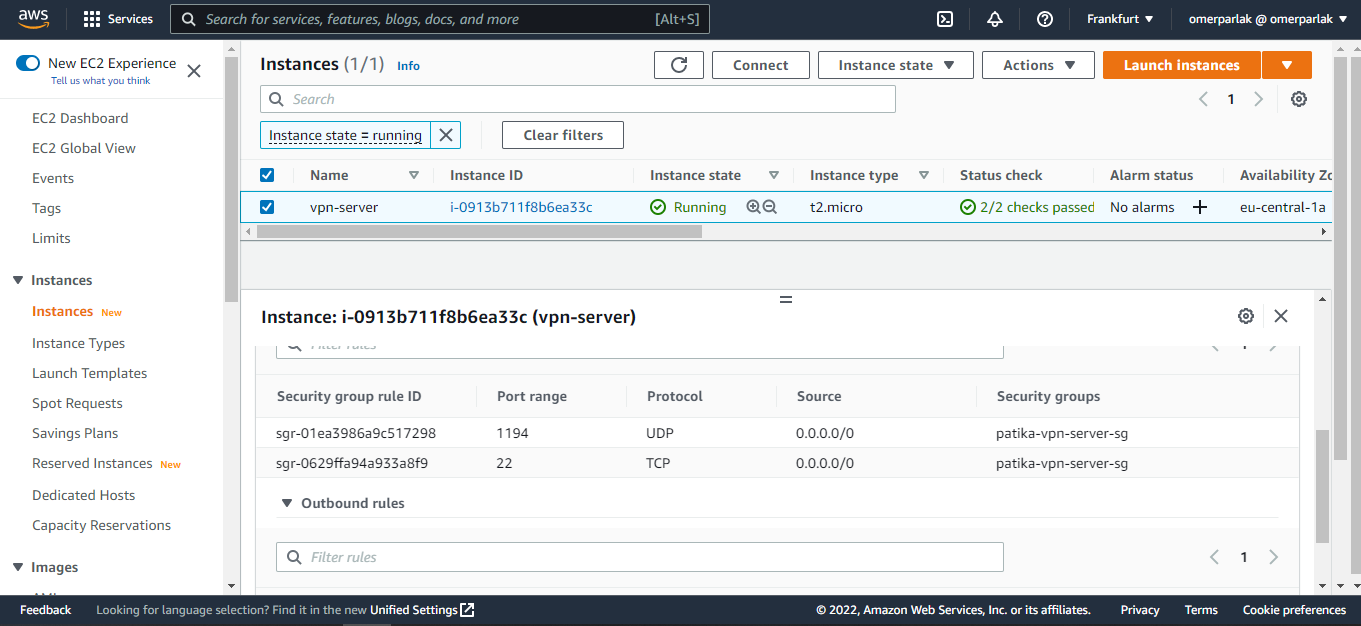 aws
Services
Search for services, features, blogs, docs, and more
[Alt+S]
Frankfurt
omerparlak @ omerparlak
New EC2 Experience
Tell us what you think
EC2 Dashboard
EC2 Global View
Events
Tags
Limits
Instances
Instances New
Instance Types
Launch Templates
Spot Requests
Savings Plans
Reserved Instances New
Dedicated Hosts
Capacity Reservations
Images
Instances (1/1) Info
Connect
Instance state
Actions
Launch instances
Search
1
Instance state = running
Clear filters
Name Instance ID Instance state Instance type Status check Alarm status Availability Zo
vpn-server i-0913b711f8b6ea33c Running t2.micro 2/2 checks passed No alarms eu-central-1a
Instance: i-0913b711f8b6ea33c (vpn-server)
Filter rules
Security group rule ID Port range Protocol Source Security groups
sgr-01ea3986a9c517298 1194 UDP 0.0.0.0/0 patika-vpn-server-sg
sgr-0629ffa94a933a8f9 22 TCP 0.0.0.0/0 patika-vpn-server-sg
Outbound rules
Filter rules
1
Feedback Looking for language selection? Find it in the new Unified Settings © 2022, Amazon Web Services, Inc. or its affiliates. Privacy Terms Cookie preferences